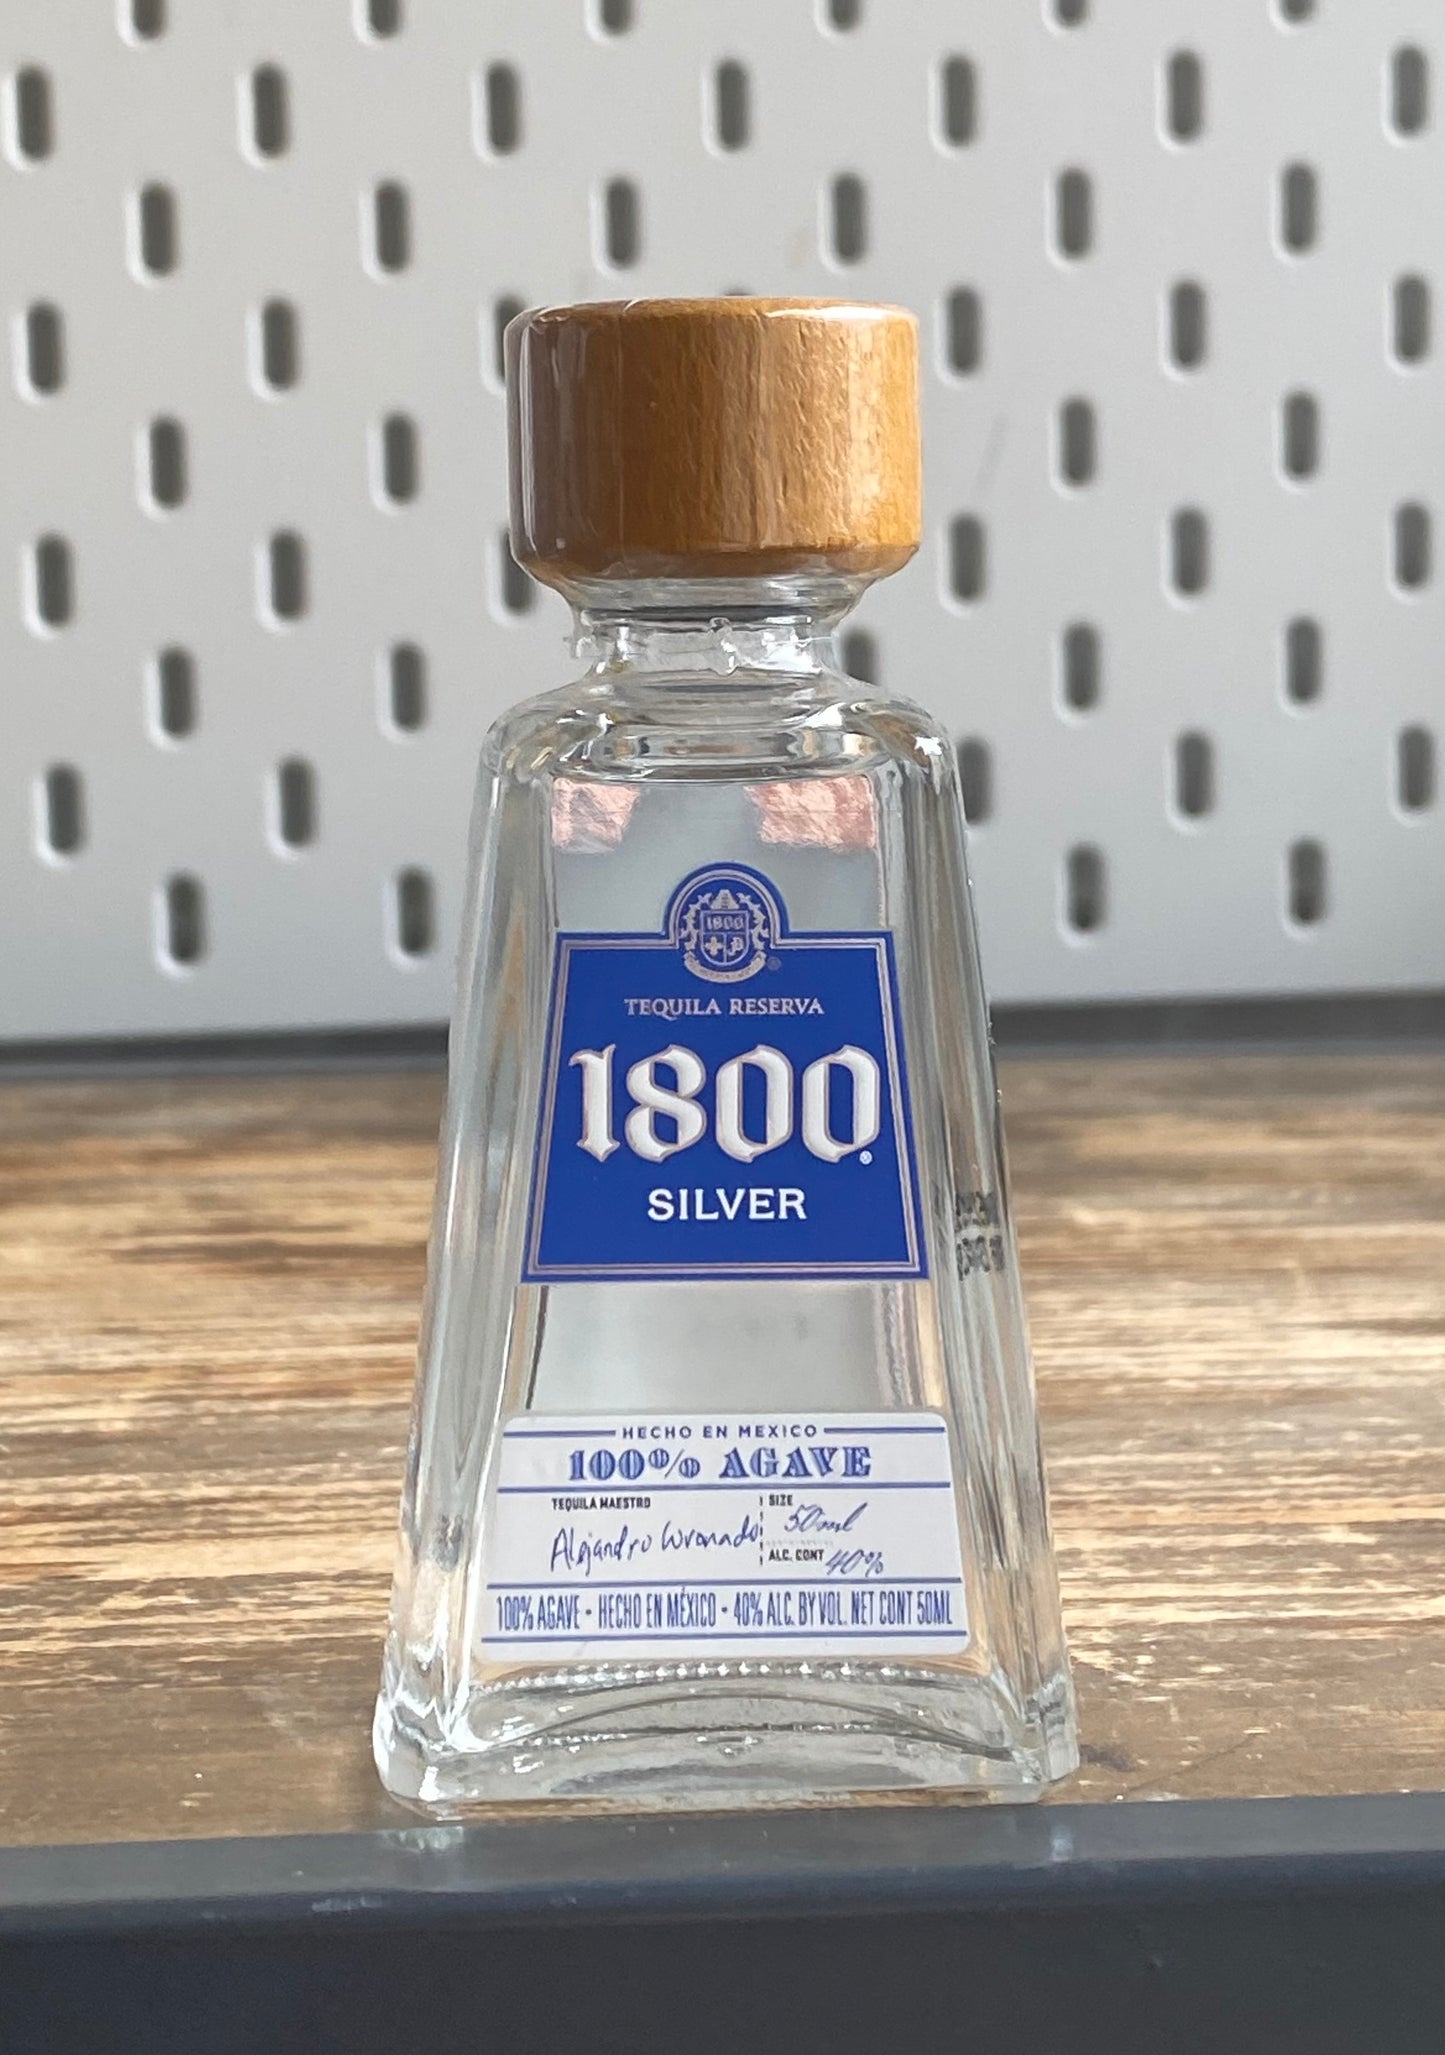 1800
TEQUILA RESERVA
1800®
SILVER
HECHO EN MEXICO
100% AGAVE
TEQUILA MAESTRO
Alejandro Coronado
SIZE
50ml
ALC. CONT
40%
100% AGAVE • HECHO EN MÉXICO • 40% ALC. BY VOL. NET CONT 50ML